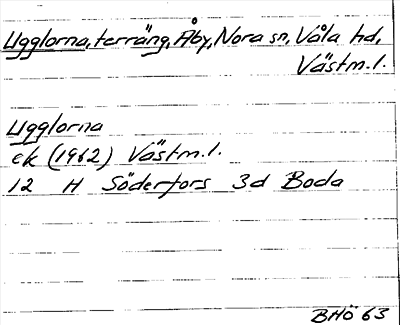 Ugglorna, terräng, Åby, Nora sn, Våla hd,
Västm.l.
Ugglorna
ek (1962) Västm.l.
12 H Söderfors 3d Boda
BHö 63